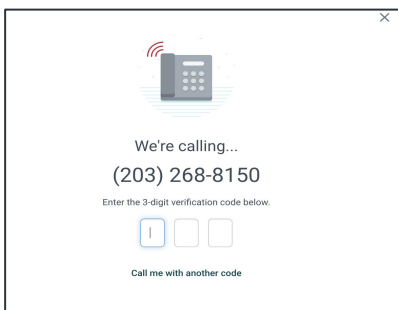 We're calling...
(203) 268-8150
Enter the 3-digit verification code below.
Call me with another code